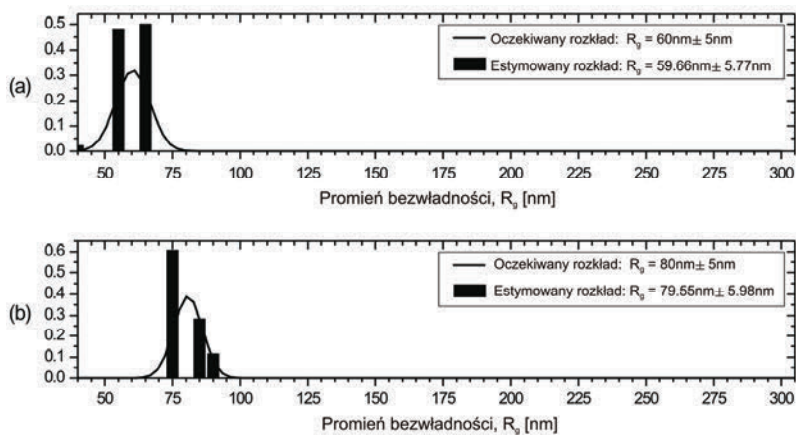 (a)
0.5
0.4
0.3
0.2
0.1
0.0
Oczekiwany rozkład: Rg = 60nm± 5nm
Estymowany rozkład: Rg = 59.66nm± 5.77nm
50 75 100 125 150 175 200 225 250 275 300
Promień bezwładności, Rg [nm]
(b)
0.6
0.5
0.4
0.3
0.2
0.1
0.0
Oczekiwany rozkład: Rg = 80nm± 5nm
Estymowany rozkład: Rg = 79.55nm± 5.98nm
50 75 100 125 150 175 200 225 250 275 300
Promień bezwładności, Rg [nm]